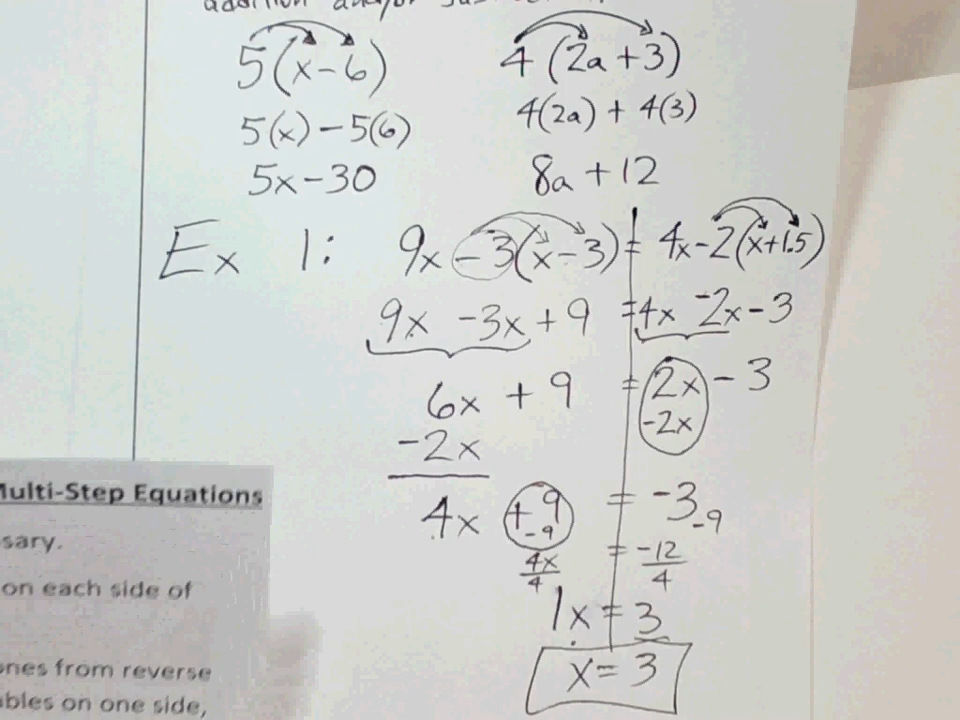 5(x-6)
5(x) - 5(6)
5x-30
4(2a+3)
4(2a) + 4(3)
8a + 12
Ex 1: 9x -3(x-3) = 4x-2(x+1.5)
9x -3x + 9 = 4x -2x - 3
6x + 9 = 2x - 3
-2x -2x
4x + 9 = -3
-9 -9
4x/4 = -12/4
1x = 3
x = 3
Multi-Step Equations
sary.
on each side of
ones from reverse
ables on one side,